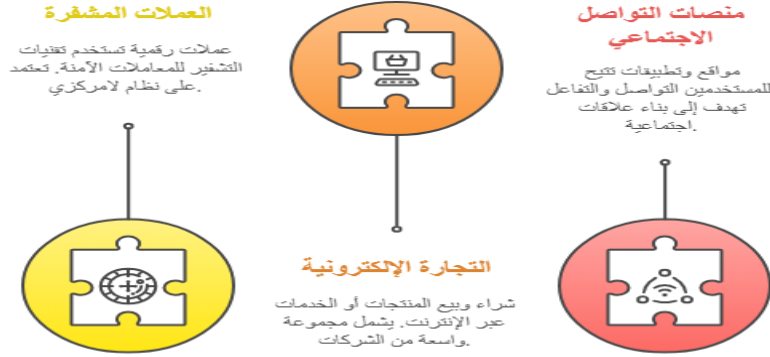 منصات التواصل
الاجتماعي
مواقع وتطبيقات تتيح
للمستخدمين التواصل والتفاعل
تهدف إلى بناء علاقات
اجتماعية.
التجارة الإلكترونية
شراء وبيع المنتجات أو الخدمات
عبر الإنترنت. يشمل مجموعة
واسعة من الشركات.
العملات المشفرة
عملات رقمية تستخدم تقنيات
التشفير للمعاملات الآمنة. تعتمد
على نظام لامركزي.